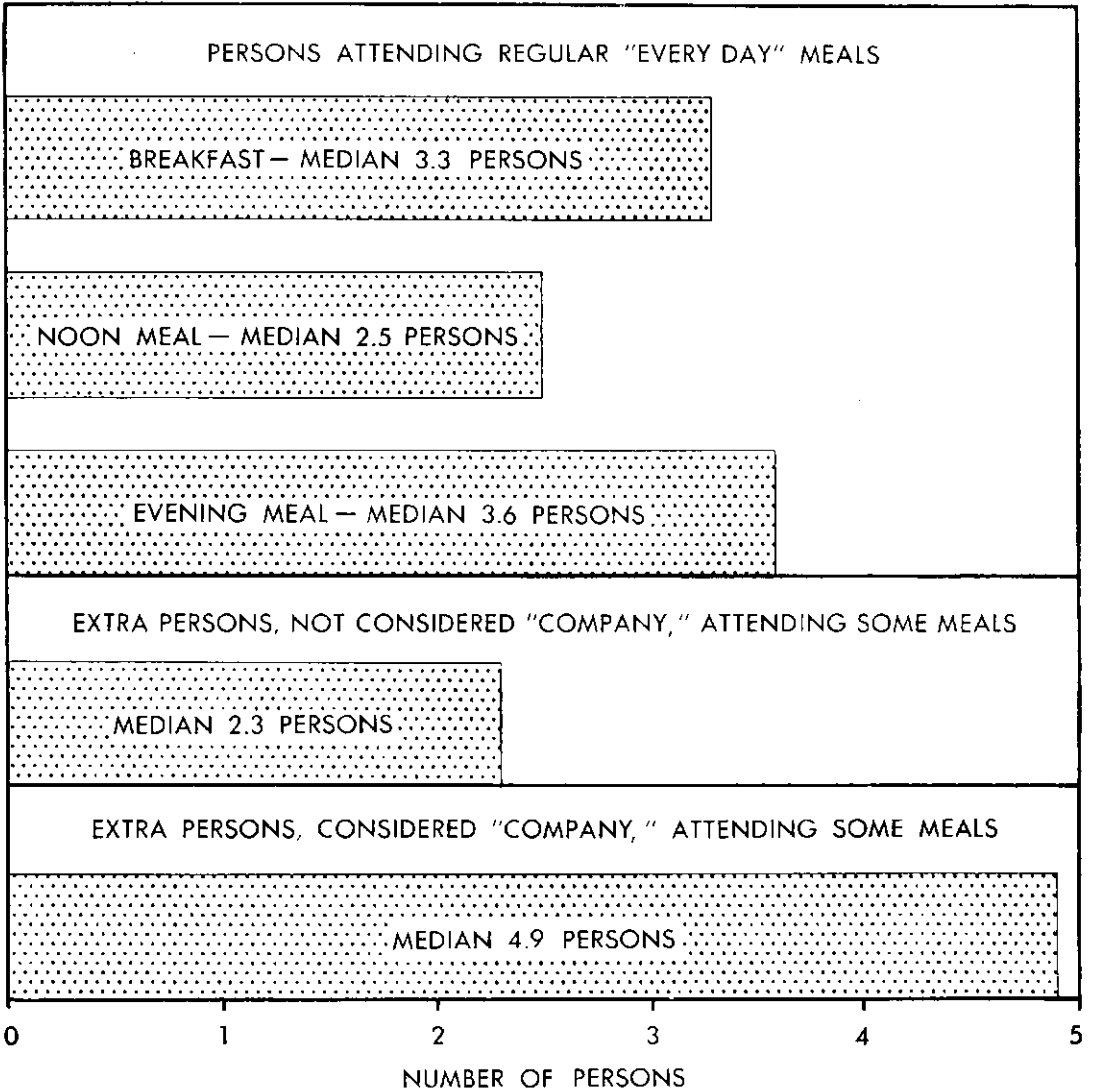 PERSONS ATTENDING REGULAR "EVERY DAY" MEALS
BREAKFAST — MEDIAN 3.3 PERSONS
NOON MEAL — MEDIAN 2.5 PERSONS
EVENING MEAL — MEDIAN 3.6 PERSONS
EXTRA PERSONS, NOT CONSIDERED "COMPANY," ATTENDING SOME MEALS
MEDIAN 2.3 PERSONS
EXTRA PERSONS, CONSIDERED "COMPANY," ATTENDING SOME MEALS
MEDIAN 4.9 PERSONS
0 1 2 3 4 5
NUMBER OF PERSONS